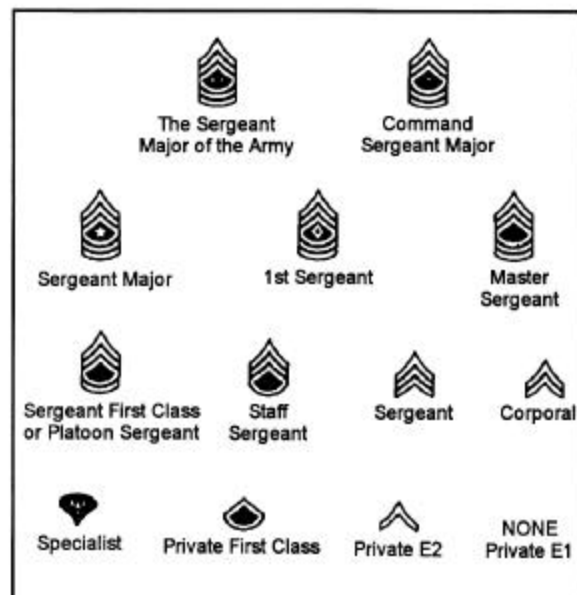 The Sergeant
Major of the Army
Command
Sergeant Major
Sergeant Major
1st Sergeant
Master
Sergeant
Sergeant First Class
or Platoon Sergeant
Staff
Sergeant
Sergeant
Corporal
Specialist
Private First Class
Private E2
NONE
Private E1